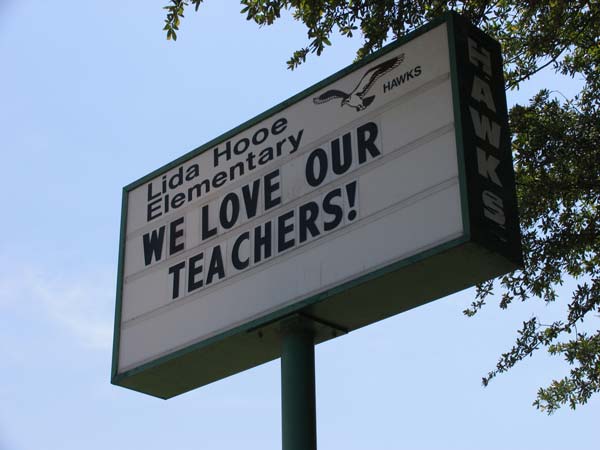 Lida Hooe
Elementary
HAWKS
WE LOVE OUR
TEACHERS!
HAWKS